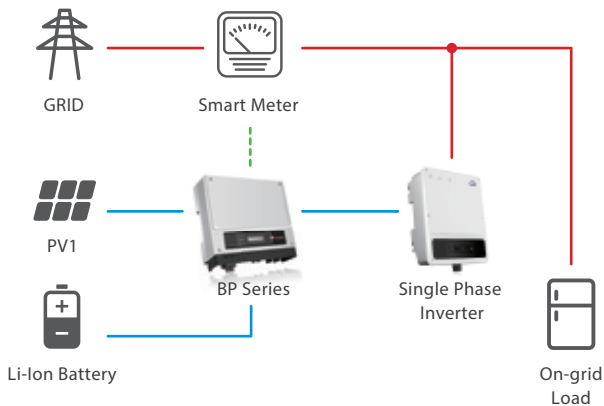 GRID
Smart Meter
PV1
BP Series
Single Phase
Inverter
Li-Ion Battery
On-grid
Load